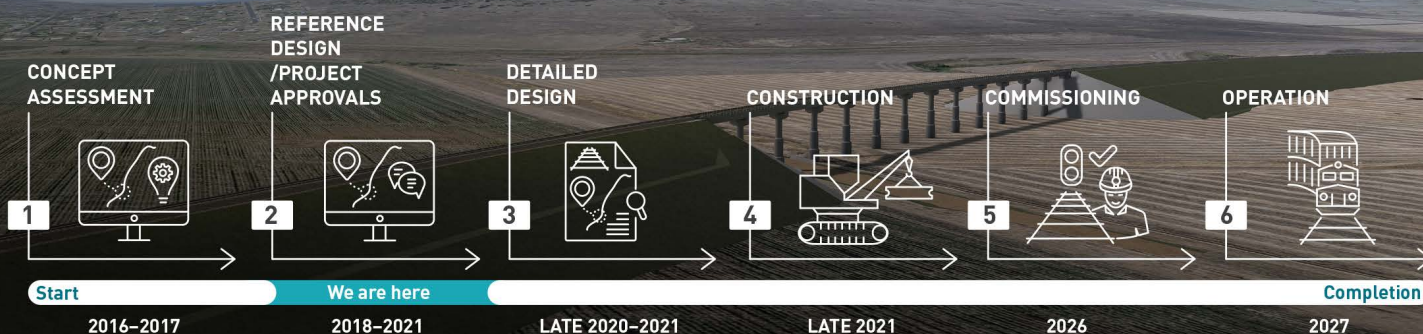 CONCEPT
ASSESSMENT
REFERENCE
DESIGN
/PROJECT
APPROVALS
DETAILED
DESIGN
CONSTRUCTION
COMMISSIONING
OPERATION
1
2
3
4
5
6
Start
We are here
Completion
2016–2017
2018–2021
LATE 2020–2021
LATE 2021
2026
2027